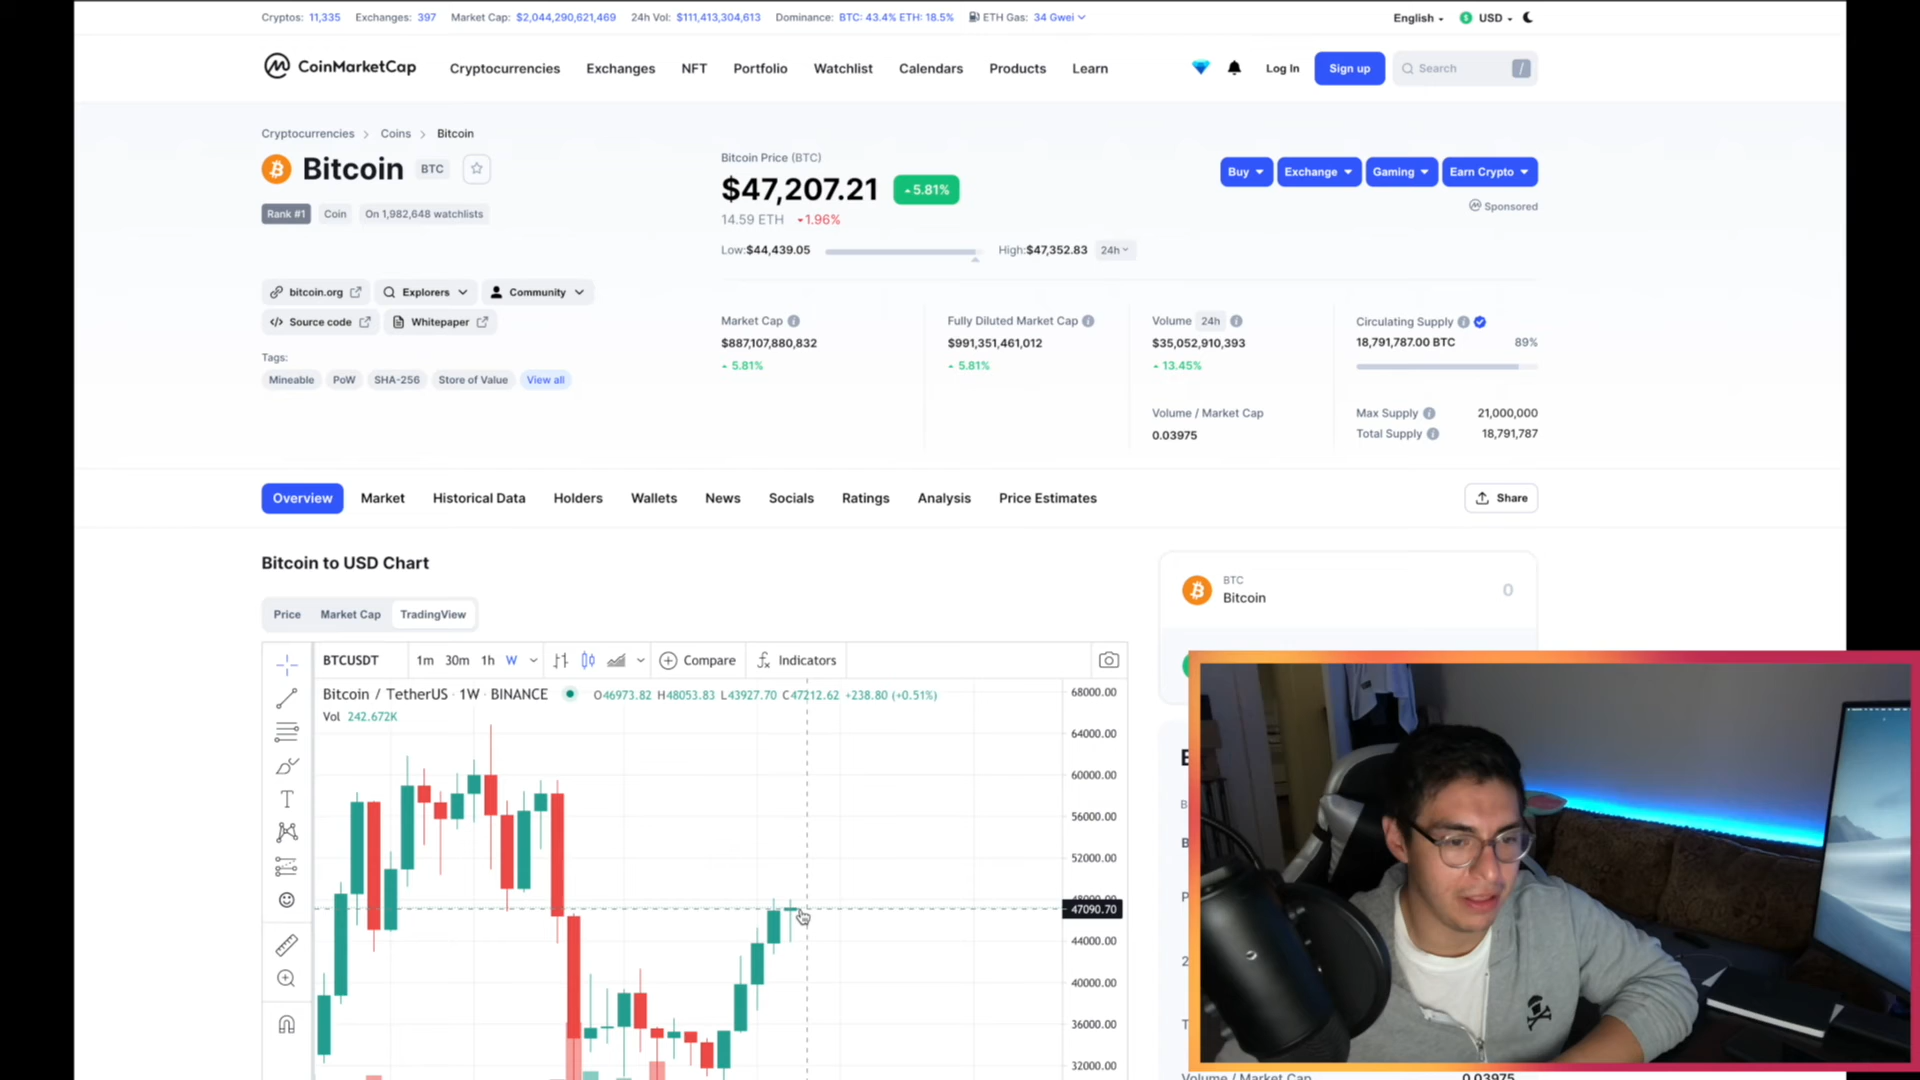 Cryptos: 11,335 Exchanges: 397 Market Cap: $2,044,290,621,469 24h Vol: $111,413,304,613 Dominance: BTC: 43.4% ETH: 18.5% ETH Gas: 34 Gwei
English USD
CoinMarketCap Cryptocurrencies Exchanges NFT Portfolio Watchlist Calendars Products Learn Log In Sign up Search /
Cryptocurrencies > Coins > Bitcoin
Bitcoin BTC
Rank #1 Coin On 1,982,648 watchlists
bitcoin.org Explorers Community
Source code Whitepaper
Tags:
Mineable PoW SHA-256 Store of Value View all
Bitcoin Price (BTC)
$47,207.21 5.81%
14.59 ETH 1.96%
Low:$44,439.05 High:$47,352.83 24h
Buy Exchange Gaming Earn Crypto
Sponsored
Market Cap
$887,107,880,832
5.81%
Fully Diluted Market Cap
$991,351,461,012
5.81%
Volume 24h
$35,052,910,393
13.45%
Volume / Market Cap
0.03975
Circulating Supply
18,791,787.00 BTC 89%
Max Supply 21,000,000
Total Supply 18,791,787
Overview Market Historical Data Holders Wallets News Socials Ratings Analysis Price Estimates Share
Bitcoin to USD Chart
Price Market Cap TradingView
BTCUSDT 1m 30m 1h W Compare Indicators
Bitcoin / TetherUS · 1W · BINANCE O46973.82 H48053.83 L43927.70 C47212.62 +238.80 (+0.51%)
Vol 242.672K
68000.00
64000.00
60000.00
56000.00
52000.00
47090.70
44000.00
40000.00
36000.00
32000.00
BTC
Bitcoin 0
Volume / Market Cap 0.03975